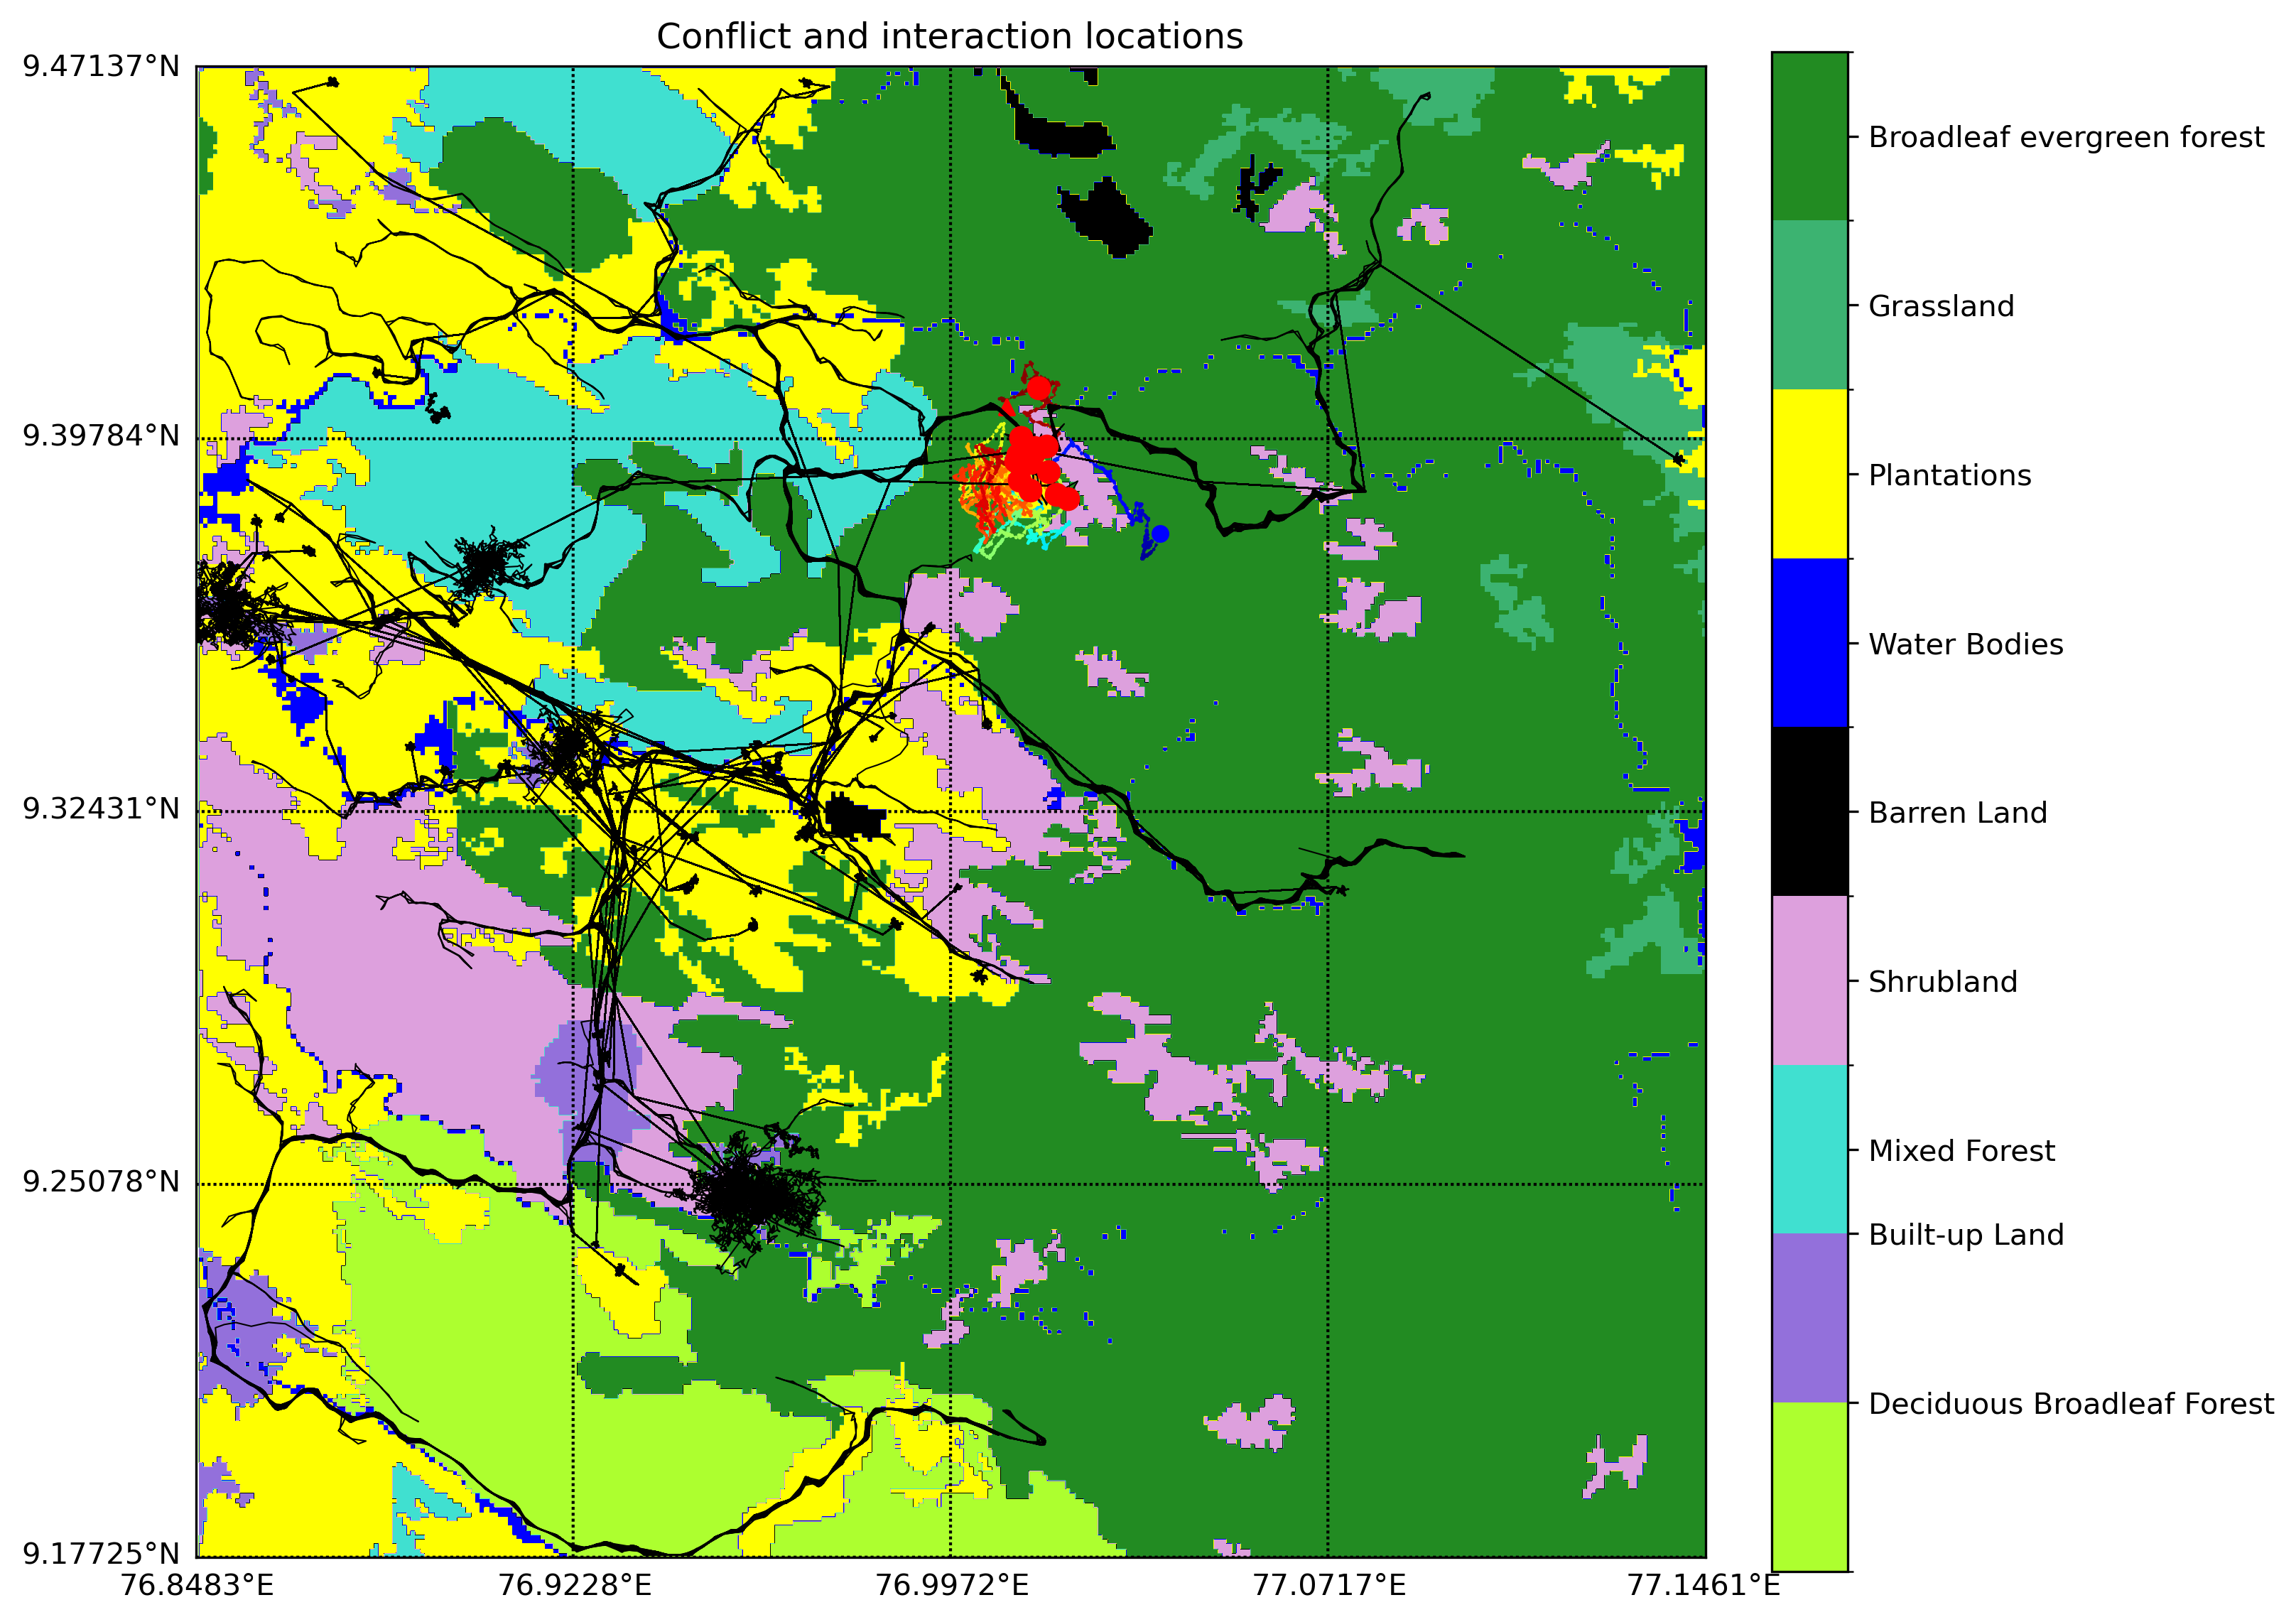 Conflict and interaction locations
9.47137°N
9.39784°N
9.32431°N
9.25078°N
9.17725°N
76.8483°E
76.9228°E
76.9972°E
77.0717°E
77.1461°E
Broadleaf evergreen forest
Grassland
Plantations
Water Bodies
Barren Land
Shrubland
Mixed Forest
Built-up Land
Deciduous Broadleaf Forest